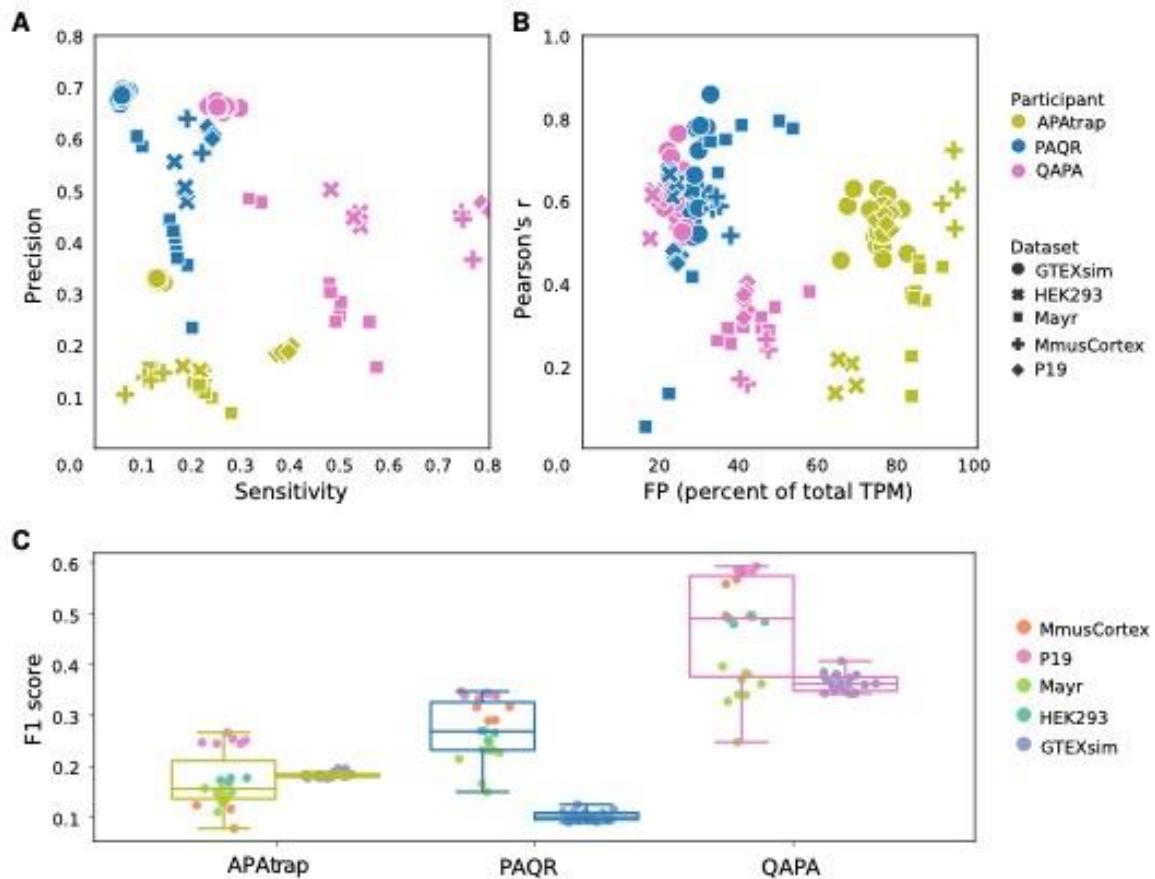 A
B
0.8
0.7
0.6
0.5
0.4
0.3
0.2
0.1
0.0
Precision
0.1 0.2 0.3 0.4 0.5 0.6 0.7 0.8
Sensitivity
1.0
0.8
0.6
0.4
0.2
0.0
Pearson's r
20 40 60 80 100
FP (percent of total TPM)
Participant
APAtrap
PAQR
QAPA
Dataset
GTEXsim
HEK293
Mayr
MmusCortex
P19
C
0.6
0.5
0.4
0.3
0.2
0.1
F1 score
APAtrap PAQR QAPA
MmusCortex
P19
Mayr
HEK293
GTEXsim